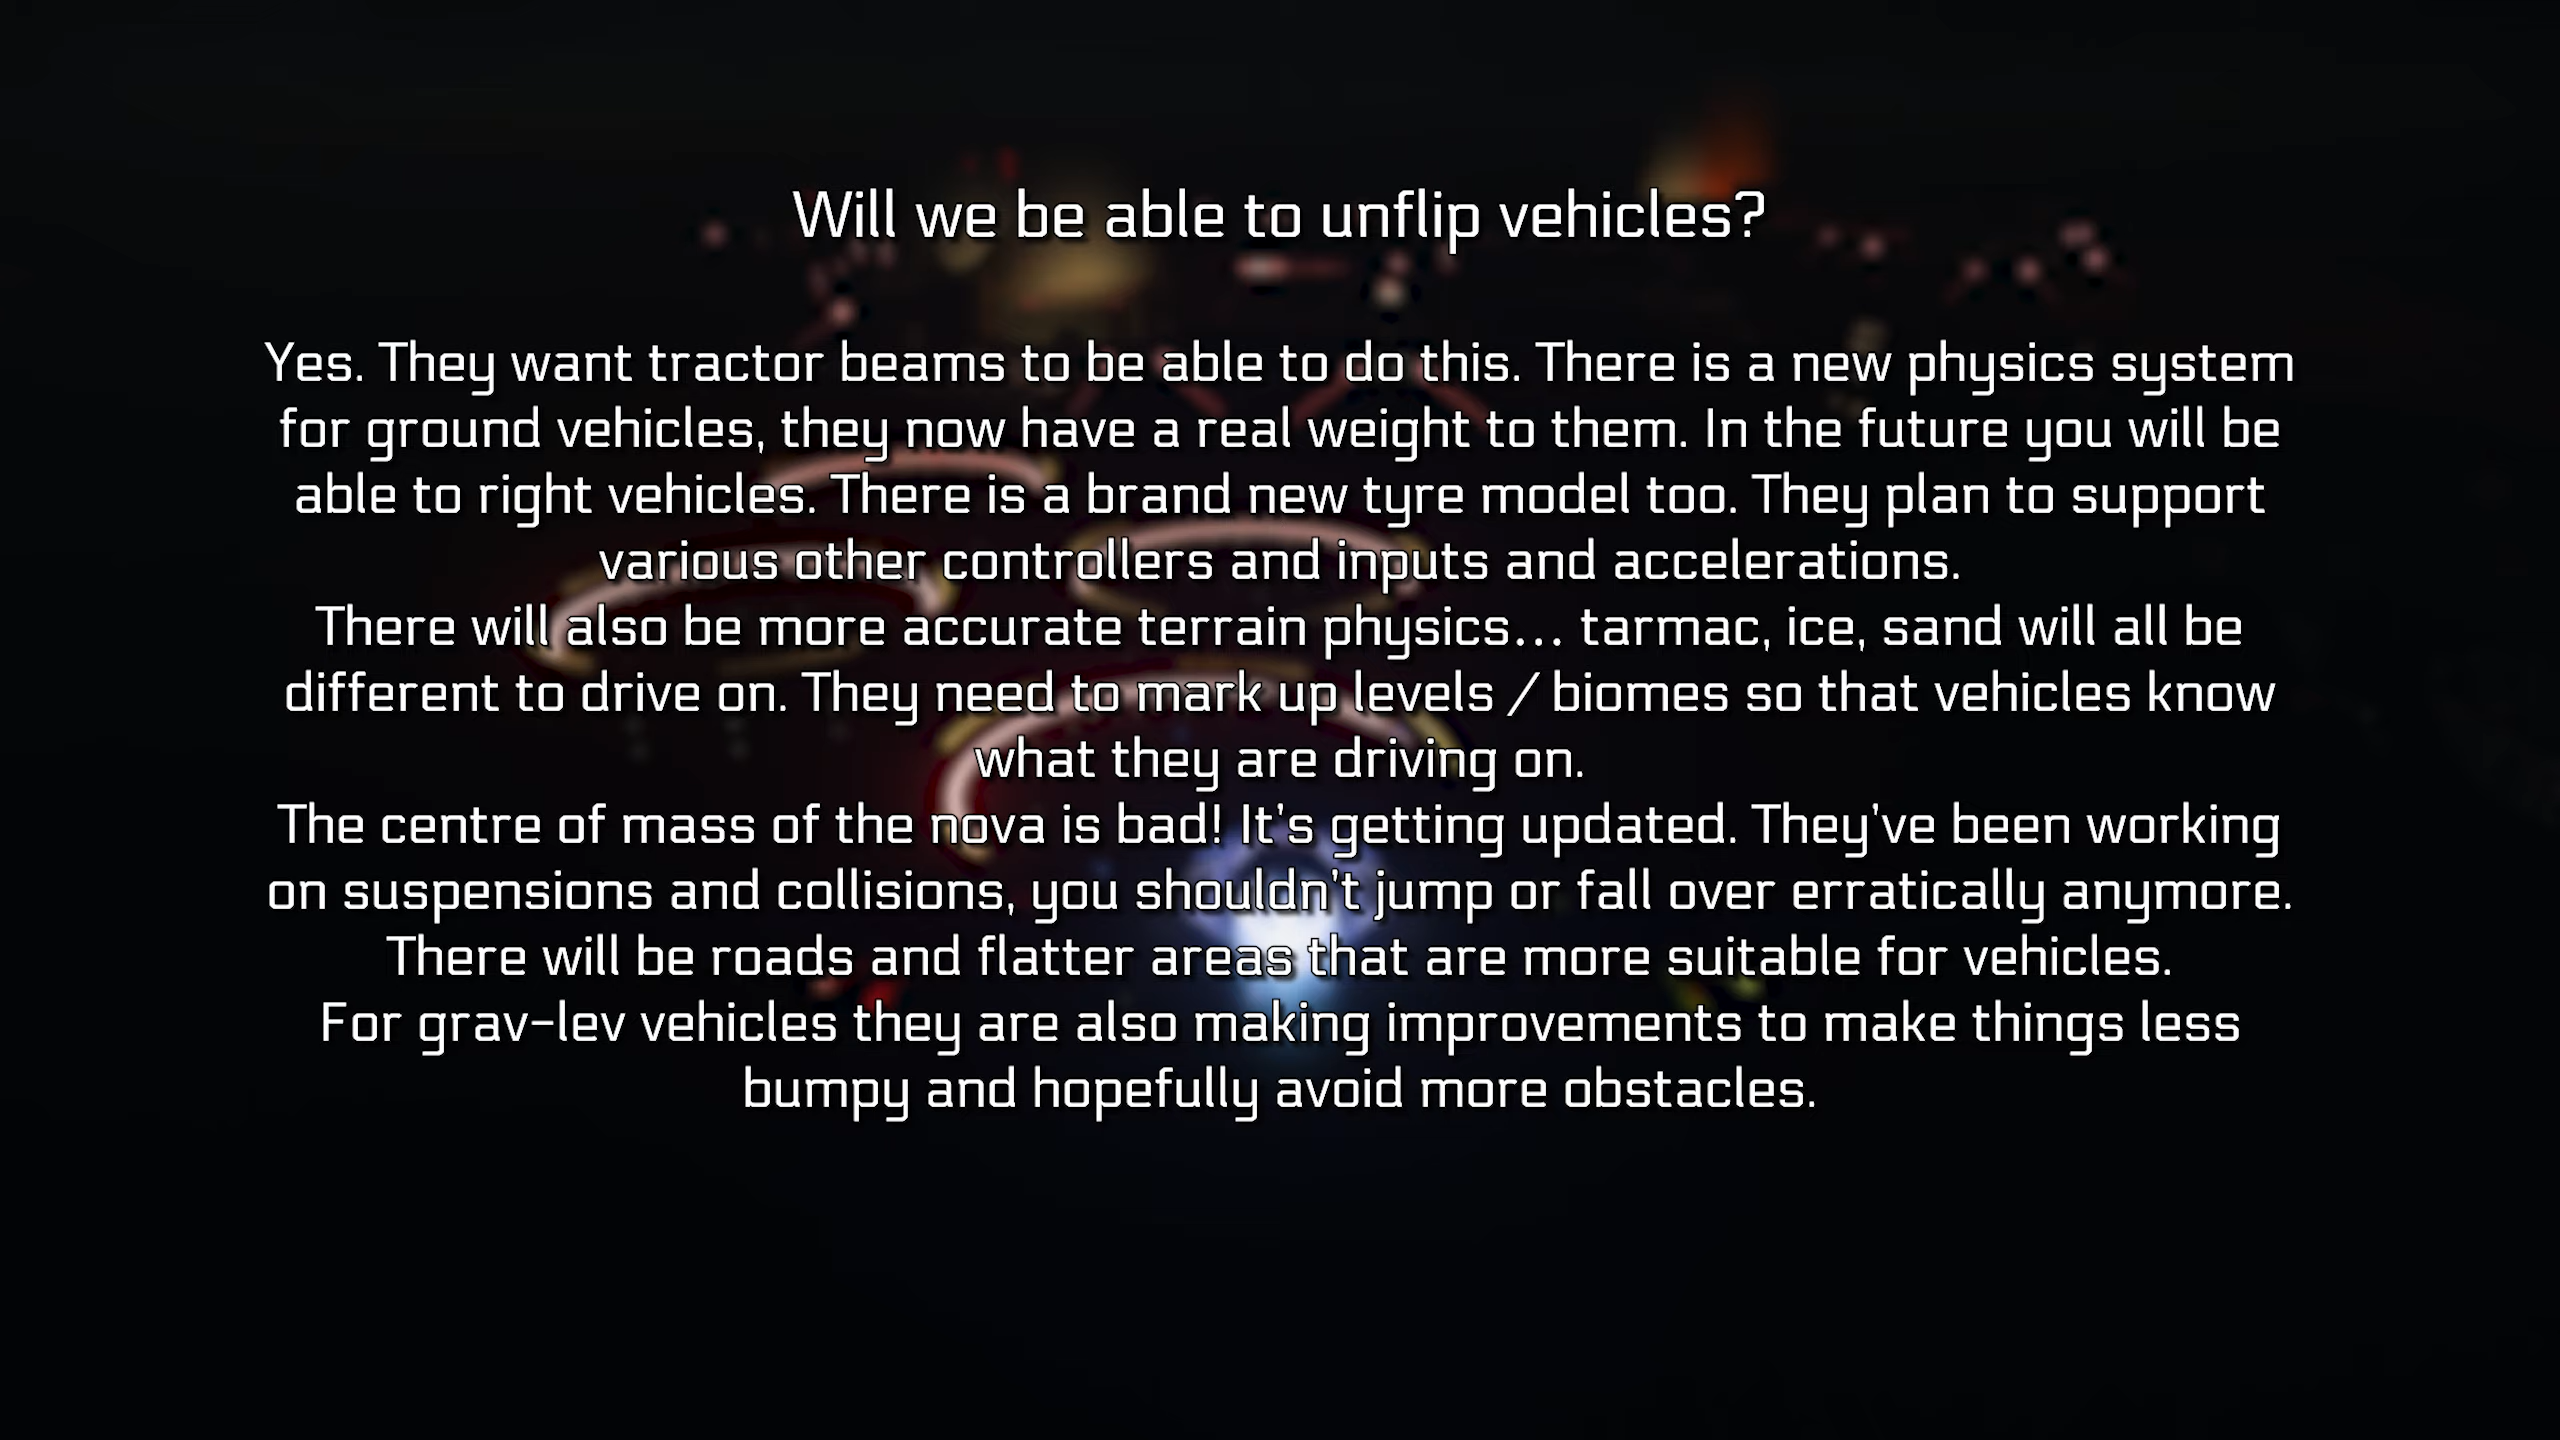 Will we be able to unflip vehicles?
Yes. They want tractor beams to be able to do this. There is a new physics system
for ground vehicles, they now have a real weight to them. In the future you will be
able to right vehicles. There is a brand new tyre model too. They plan to support
various other controllers and inputs and accelerations.
There will also be more accurate terrain physics... tarmac, ice, sand will all be
different to drive on. They need to mark up levels / biomes so that vehicles know
what they are driving on.
The centre of mass of the nova is bad! It's getting updated. They've been working
on suspensions and collisions, you shouldn't jump or fall over erratically anymore.
There will be roads and flatter areas that are more suitable for vehicles.
For grav-lev vehicles they are also making improvements to make things less
bumpy and hopefully avoid more obstacles.